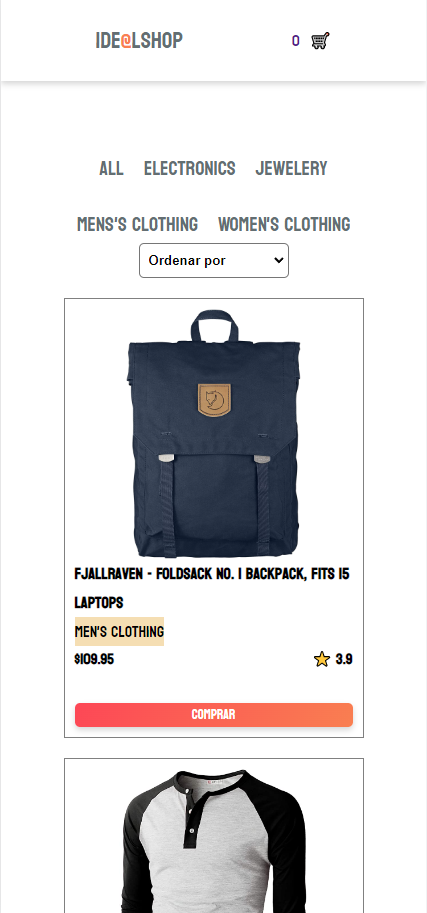 IDE@LSHOP 0
ALL ELECTRONICS JEWELERY
MENS'S CLOTHING WOMEN'S CLOTHING
Ordenar por
FJALLRAVEN - FOLDSACK NO. 1 BACKPACK, FITS 15
LAPTOPS
MEN'S CLOTHING
$109.95 3.9
COMPRAR